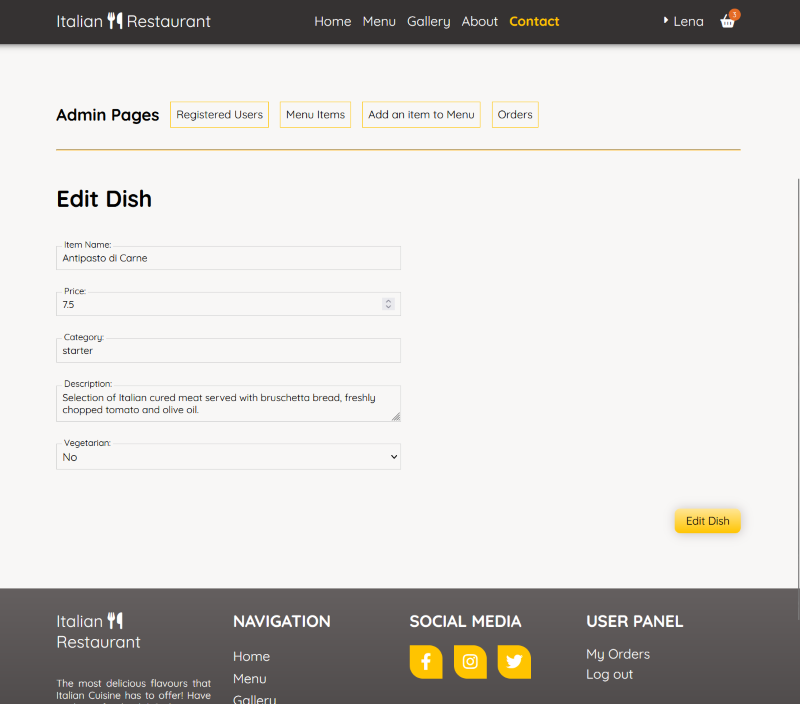 Italian Restaurant
Home Menu Gallery About Contact
Lena
3
Admin Pages
Registered Users
Menu Items
Add an item to Menu
Orders
Edit Dish
Item Name:
Antipasto di Carne
Price:
7.5
Category:
starter
Description:
Selection of Italian cured meat served with bruschetta bread, freshly
chopped tomato and olive oil.
Vegetarian:
No
Edit Dish
Italian
Restaurant
The most delicious flavours that
Italian Cuisine has to offer! Have
NAVIGATION
Home
Menu
Gallery
SOCIAL MEDIA
USER PANEL
My Orders
Log out